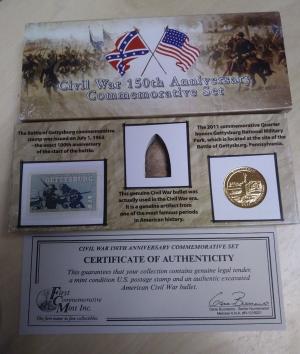 Civil War 150th Anniversary
Commemorative Set
The Battle of Gettysburg commemorative
stamp was issued on July 1, 1963
- the exact 100th anniversary
of the start of the battle.
The 2011 commemorative Quarter
honors Gettysburg National Military
Park, which is located at the site of the
Battle of Gettysburg, Pennsylvania.
GETTYSBURG
This genuine Civil War bullet was
actually used in the Civil War era.
It is a genuine artifact from
one of the most famous periods
in American history.
CIVIL WAR 150TH ANNIVERSARY COMMEMORATIVE SET
CERTIFICATE OF AUTHENTICITY
This guarantees that your collection contains genuine legal tender,
a mint condition U.S. postage stamp and an authentic excavated
American Civil War bullet.
First
Commemorative
Mint Inc.